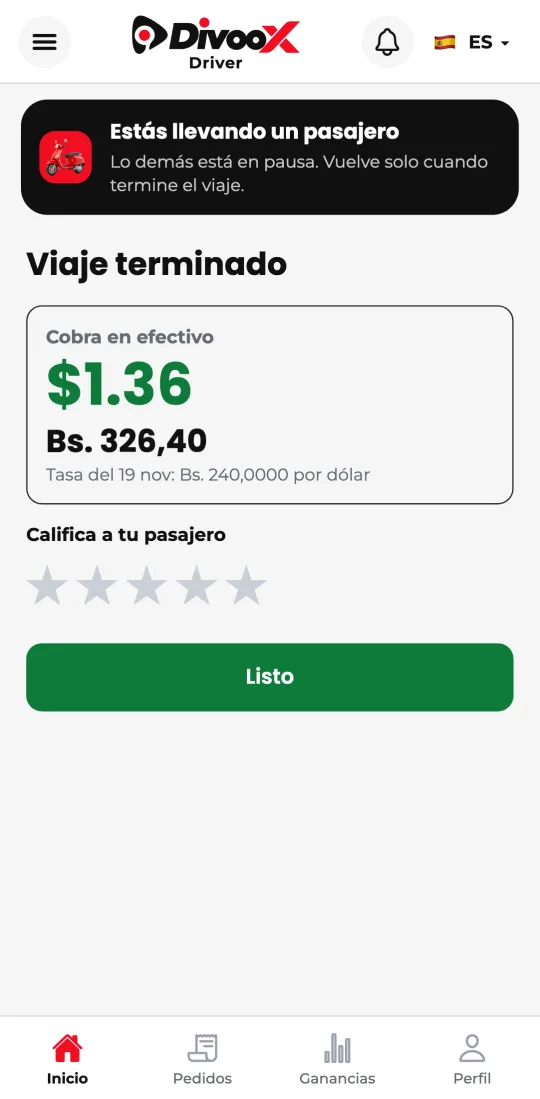 DivooX
Driver
ES
Estás llevando un pasajero
Lo demás está en pausa. Vuelve solo cuando
termine el viaje.
Viaje terminado
Cobra en efectivo
$1.36
Bs. 326,40
Tasa del 19 nov: Bs. 240,0000 por dólar
Califica a tu pasajero
Listo
Inicio
Pedidos
Ganancias
Perfil